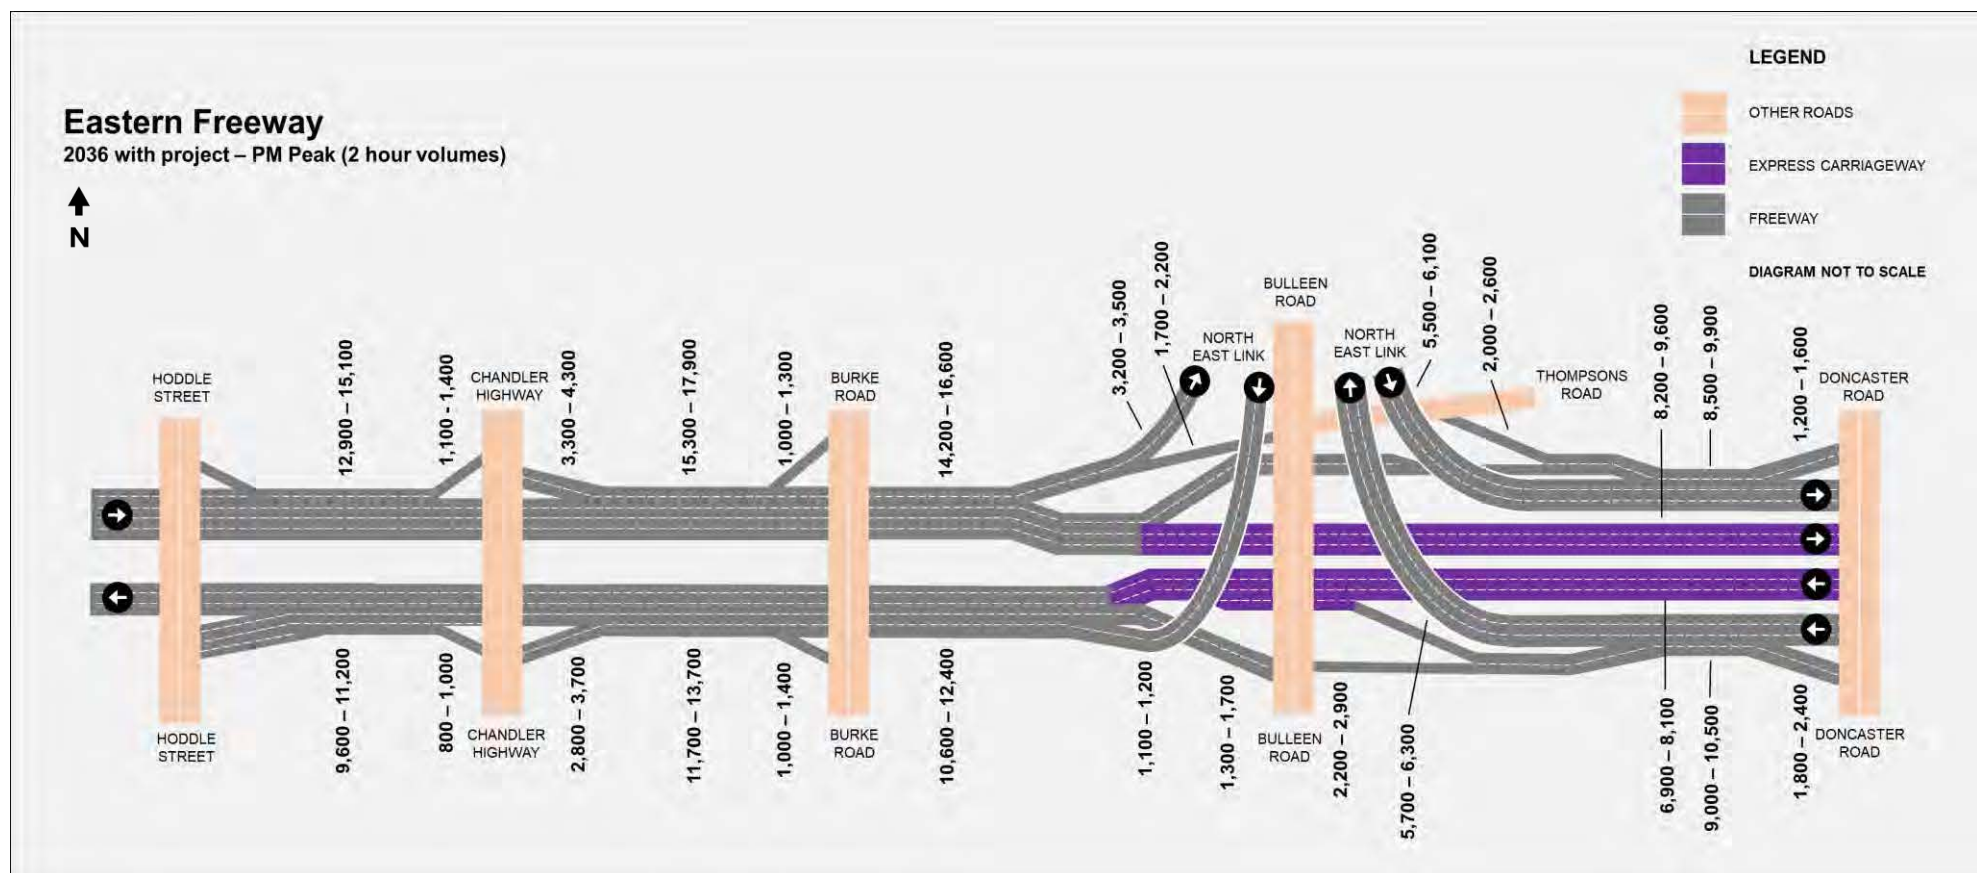 LEGEND
Eastern Freeway
2036 with project – PM Peak (2 hour volumes)
N
OTHER ROADS
EXPRESS CARRIAGEWAY
FREEWAY
DIAGRAM NOT TO SCALE
HODDLE
STREET
12,900 – 15,100
1,100 - 1,400
CHANDLER
HIGHWAY
3,300 – 4,300
15,300 – 17,900
1,000 – 1,300
BURKE
ROAD
14,200 – 16,600
3,200 – 3,500
1,700 – 2,200
NORTH
EAST LINK
BULLEEN
ROAD
NORTH
EAST LINK
5,500 – 6,100
2,000 – 2,600
THOMPSONS
ROAD
8,200 – 9,600
8,500 – 9,900
1,200 – 1,600
DONCASTER
ROAD
HODDLE
STREET
9,600 – 11,200
800 – 1,000
CHANDLER
HIGHWAY
2,800 – 3,700
11,700 – 13,700
1,000 – 1,400
BURKE
ROAD
10,600 – 12,400
1,100 – 1,200
1,300 – 1,700
BULLEEN
ROAD
2,200 – 2,900
5,700 – 6,300
6,900 – 8,100
9,000 – 10,500
1,800 – 2,400
DONCASTER
ROAD